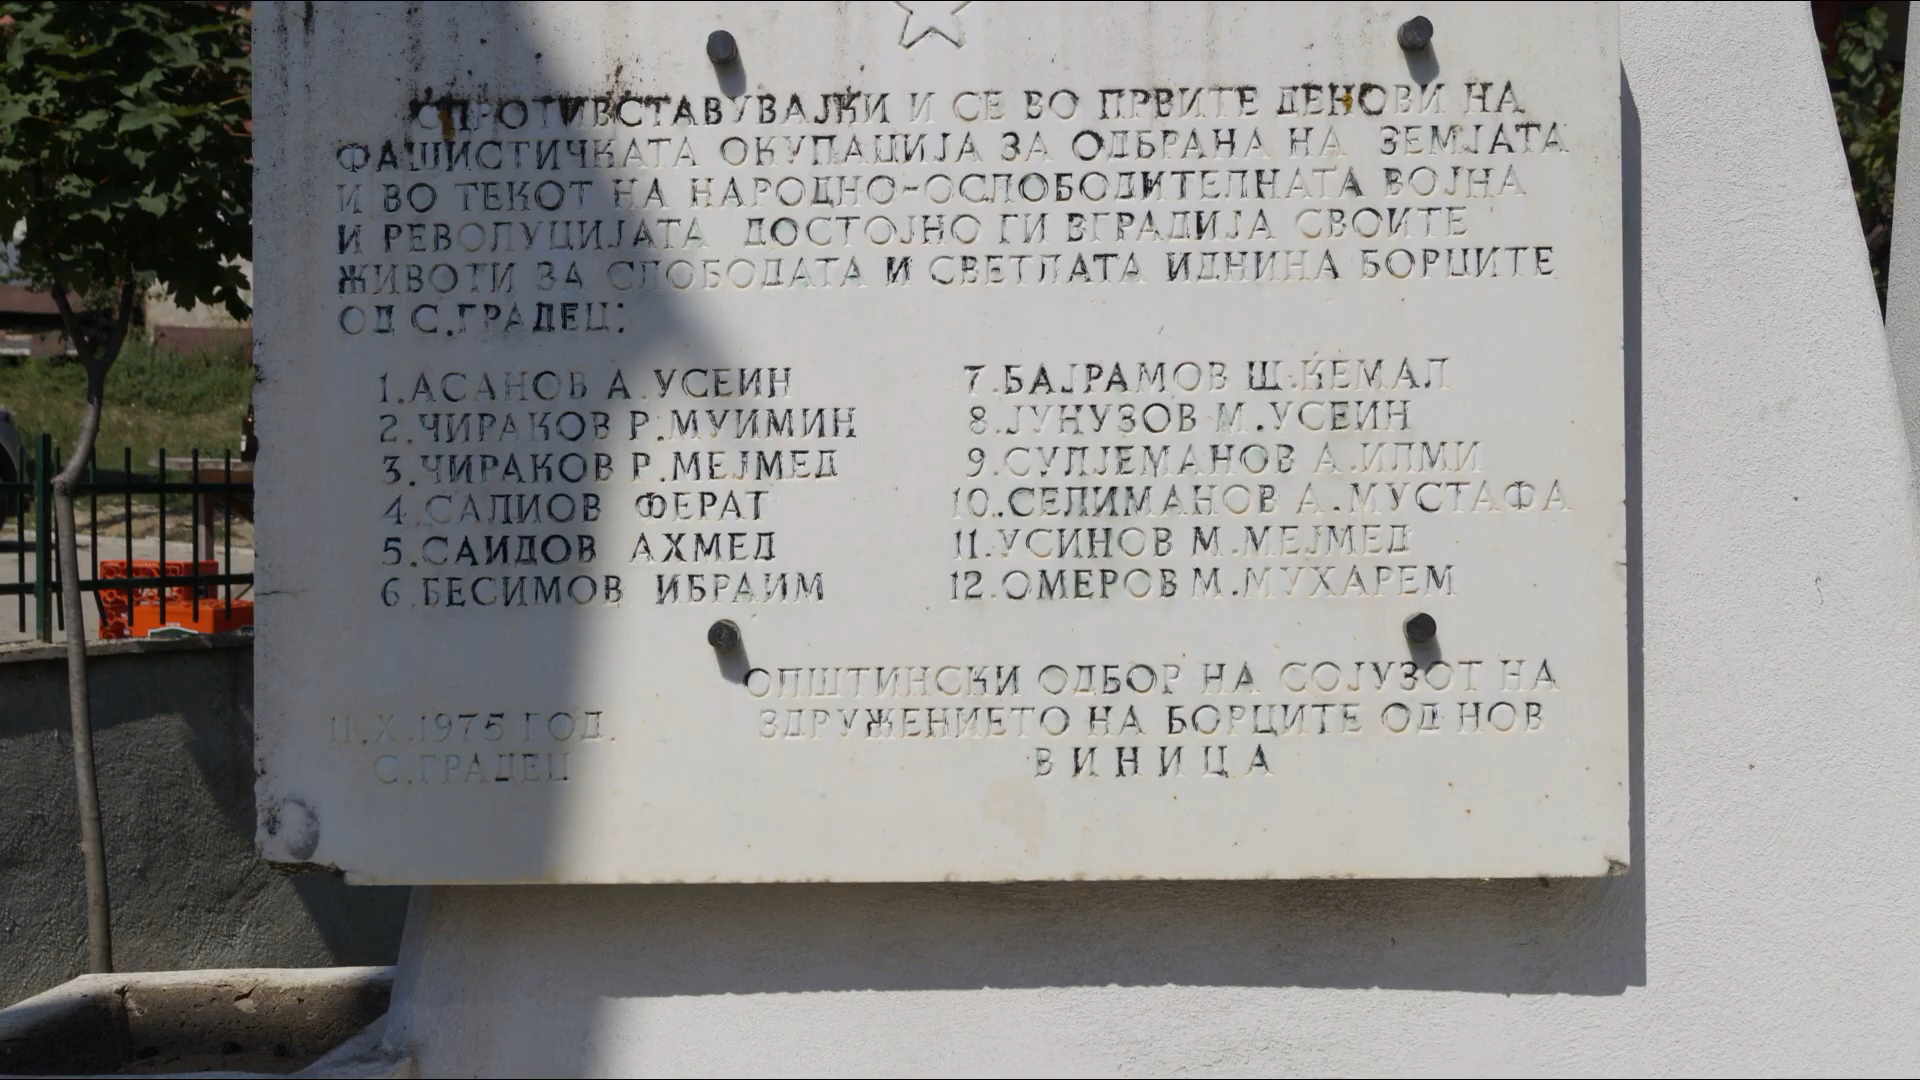 СПРОТИВСТАВУВАЈЌИ И СЕ ВО ПРВИТЕ ДЕНОВИ НА
ФАШИСТИЧКАТА ОКУПАЦИЈА ЗА ОДБРАНА НА ЗЕМЈАТА
И ВО ТЕКОТ НА НАРОДНО-ОСЛОБОДИТЕЛНАТА ВОЈНА
И РЕВОЛУЦИЈАТА ДОСТОЈНО ГИ ВГРАДИЈА СВОИТЕ
ЖИВОТИ ЗА СЛОБОДАТА И СВЕТЛАТА ИДНИНА БОРЦИТЕ
ОД С.ГРАДЕЦ:
1.АСАНОВ А.УСЕИН
2.ЧИРАКОВ Р.МУИМИН
3.ЧИРАКОВ Р.МЕЈМЕД
4.САЛИОВ ФЕРАТ
5.САИДОВ АХМЕД
6.БЕСИМОВ ИБРАИМ
7.БАЈРАМОВ Ш.ЌЕМАЛ
8.ЈУНУЗОВ М.УСЕИН
9.СУЛЈЕМАНОВ А.ИЛМИ
10.СЕЛИМАНОВ А.МУСТАФА
11.УСИНОВ М.МЕЈМЕД
12.ОМЕРОВ М.МУХАРЕМ
ОПШТИНСКИ ОДБОР НА СОЈУЗОТ НА
ЗДРУЖЕНИЕТО НА БОРЦИТЕ ОД НОВ
ВИНИЦА
11.X.1975 ГОД.
С.ГРАДЕЦ